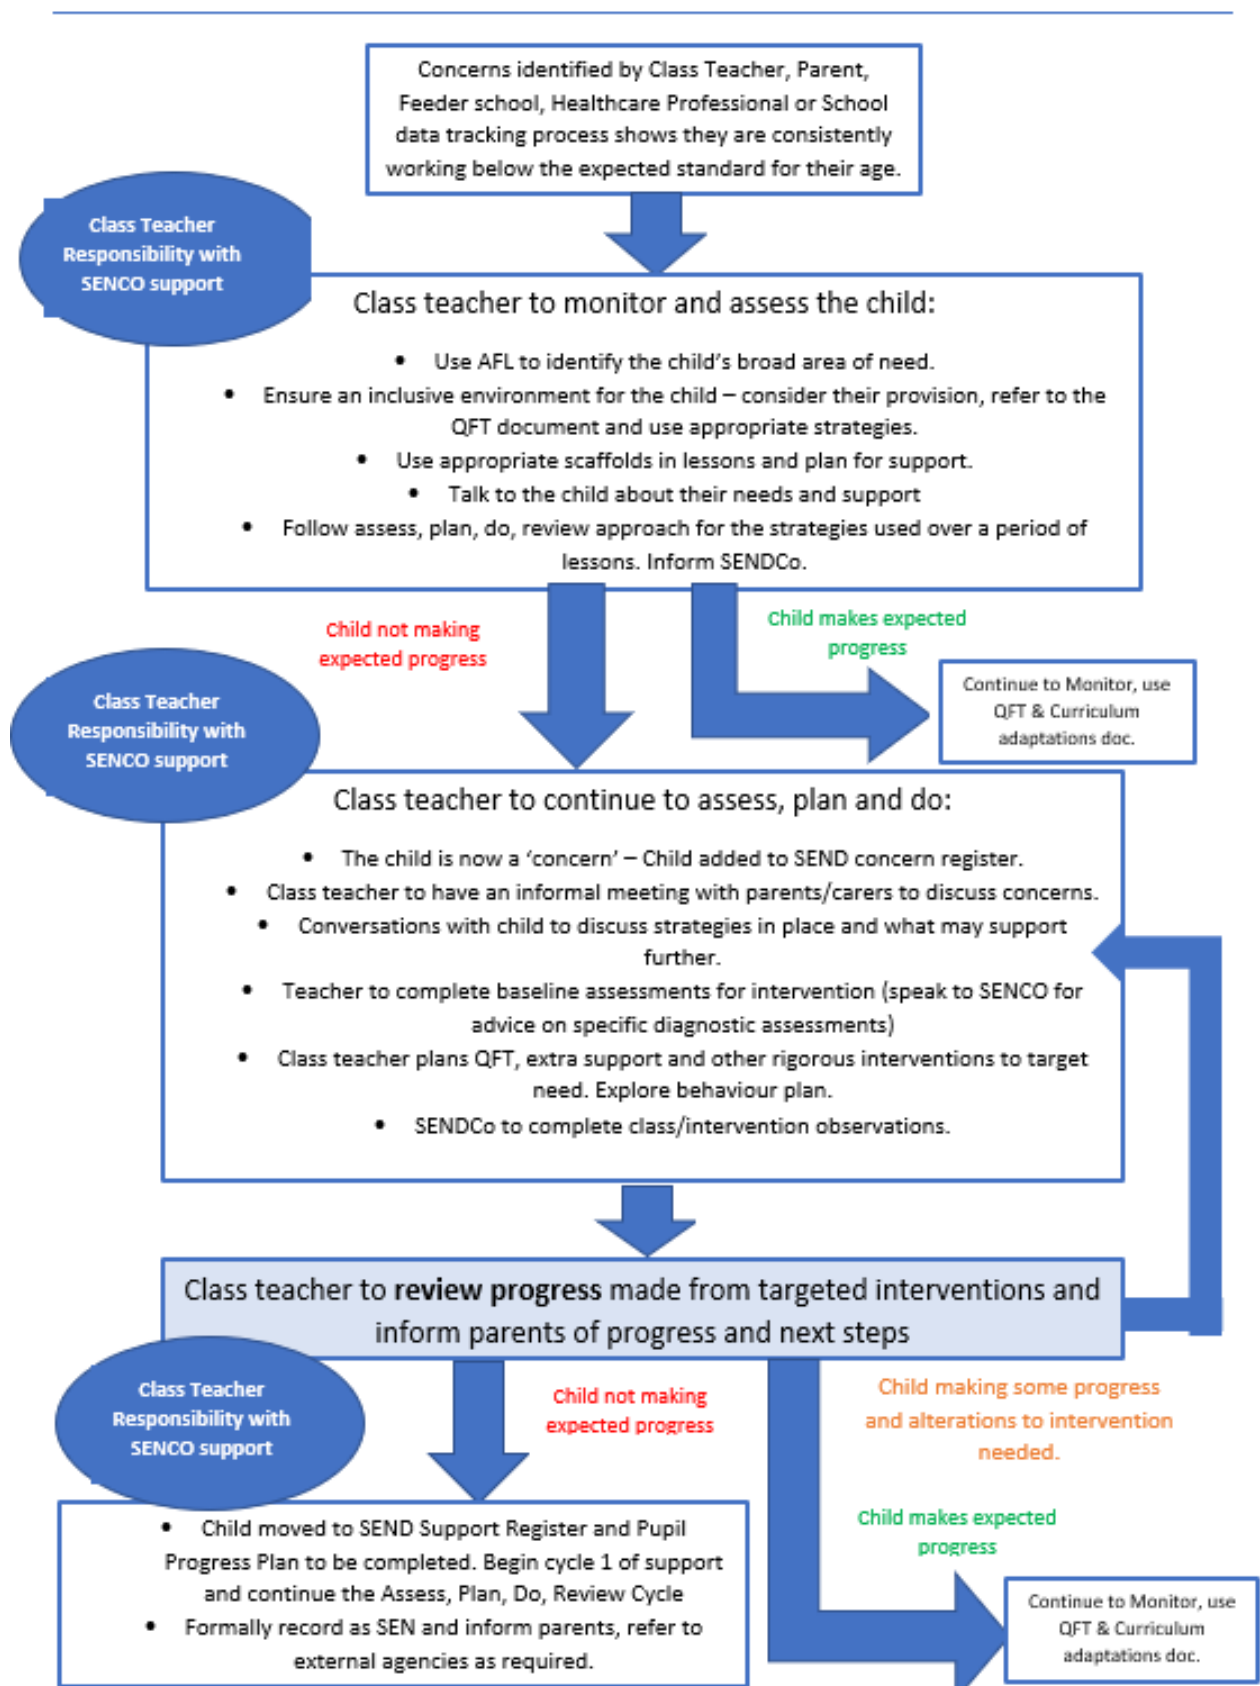 Concerns identified by Class Teacher, Parent,
Feeder school, Healthcare Professional or School
data tracking process shows they are consistently
working below the expected standard for their age.
Class Teacher
Responsibility with
SENCO support
Class teacher to monitor and assess the child:
• Use AFL to identify the child's broad area of need.
• Ensure an inclusive environment for the child – consider their provision, refer to the
QFT document and use appropriate strategies.
• Use appropriate scaffolds in lessons and plan for support.
• Talk to the child about their needs and support
• Follow assess, plan, do, review approach for the strategies used over a period of
lessons. Inform SENDCo.
Child not making
expected progress
Child makes expected
progress
Continue to Monitor, use
QFT & Curriculum
adaptations doc.
Class Teacher
Responsibility with
SENCO support
Class teacher to continue to assess, plan and do:
• The child is now a 'concern' – Child added to SEND concern register.
• Class teacher to have an informal meeting with parents/carers to discuss concerns.
• Conversations with child to discuss strategies in place and what may support
further.
• Teacher to complete baseline assessments for intervention (speak to SENCO for
advice on specific diagnostic assessments)
• Class teacher plans QFT, extra support and other rigorous interventions to target
need. Explore behaviour plan.
• SENDCo to complete class/intervention observations.
Class teacher to review progress made from targeted interventions and
inform parents of progress and next steps
Class Teacher
Responsibility with
SENCO support
Child not making
expected progress
Child making some progress
and alterations to intervention
needed.
Child makes expected
progress
• Child moved to SEND Support Register and Pupil
Progress Plan to be completed. Begin cycle 1 of support
and continue the Assess, Plan, Do, Review Cycle
• Formally record as SEN and inform parents, refer to
external agencies as required.
Continue to Monitor, use
QFT & Curriculum
adaptations doc.